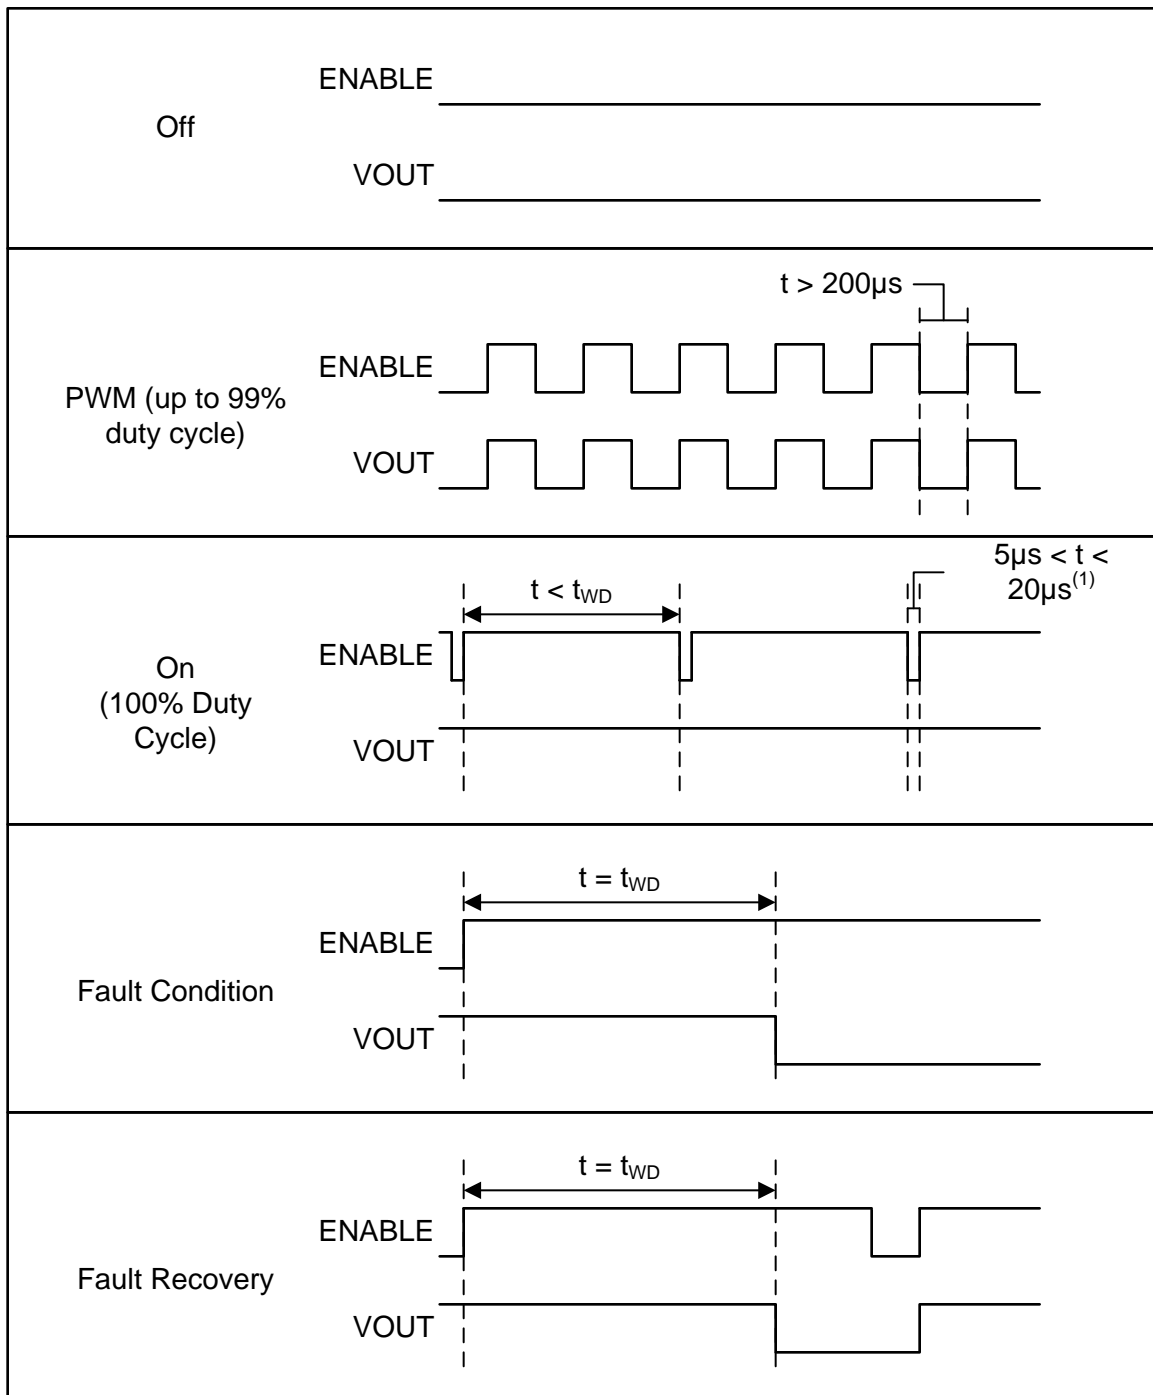 ENABLE
Off
VOUT
t > 200µs
ENABLE
PWM (up to 99%
duty cycle)
VOUT
5µs < t <
20µs(1)
t < tWD
ENABLE
On
(100% Duty
Cycle)
VOUT
t = tWD
ENABLE
Fault Condition
VOUT
t = tWD
ENABLE
Fault Recovery
VOUT